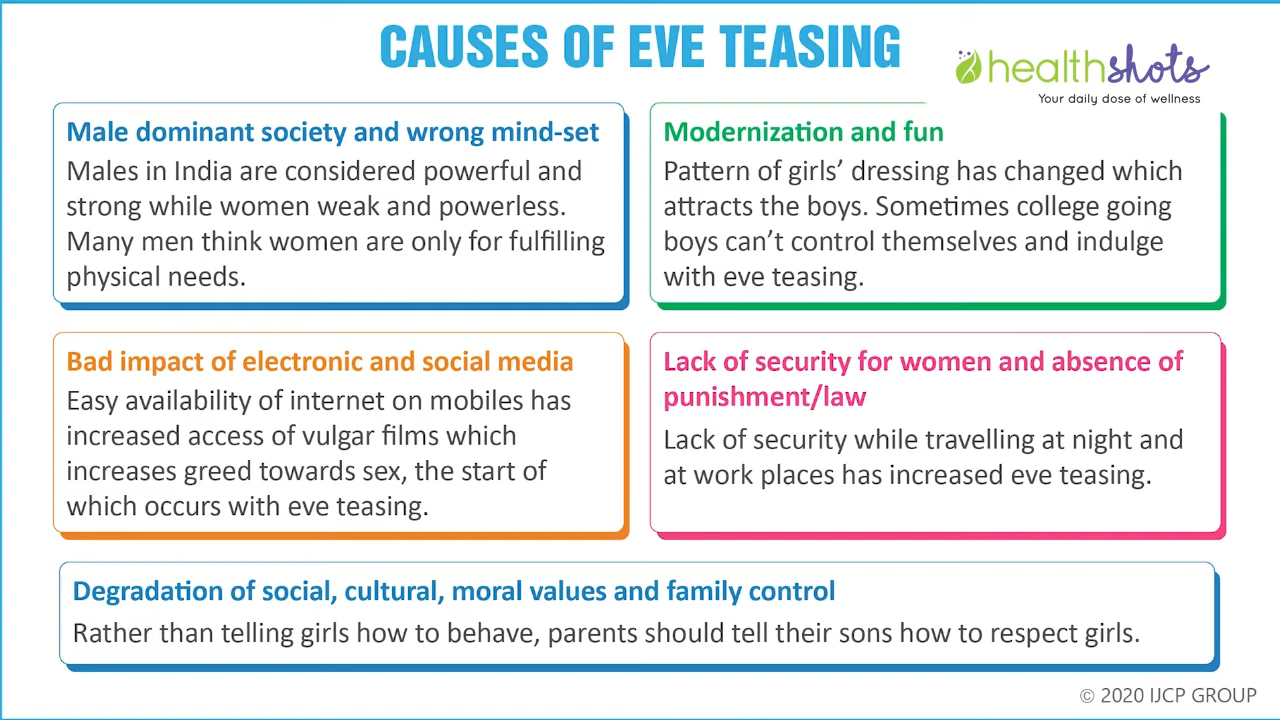 CAUSES OF EVE TEASING
healthshots
Your daily dose of wellness
Male dominant society and wrong mind-set
Males in India are considered powerful and
strong while women weak and powerless.
Many men think women are only for fulfilling
physical needs.
Modernization and fun
Pattern of girls’ dressing has changed which
attracts the boys. Sometimes college going
boys can’t control themselves and indulge
with eve teasing.
Bad impact of electronic and social media
Easy availability of internet on mobiles has
increased access of vulgar films which
increases greed towards sex, the start of
which occurs with eve teasing.
Lack of security for women and absence of
punishment/law
Lack of security while travelling at night and
at work places has increased eve teasing.
Degradation of social, cultural, moral values and family control
Rather than telling girls how to behave, parents should tell their sons how to respect girls.
© 2020 IJCP GROUP